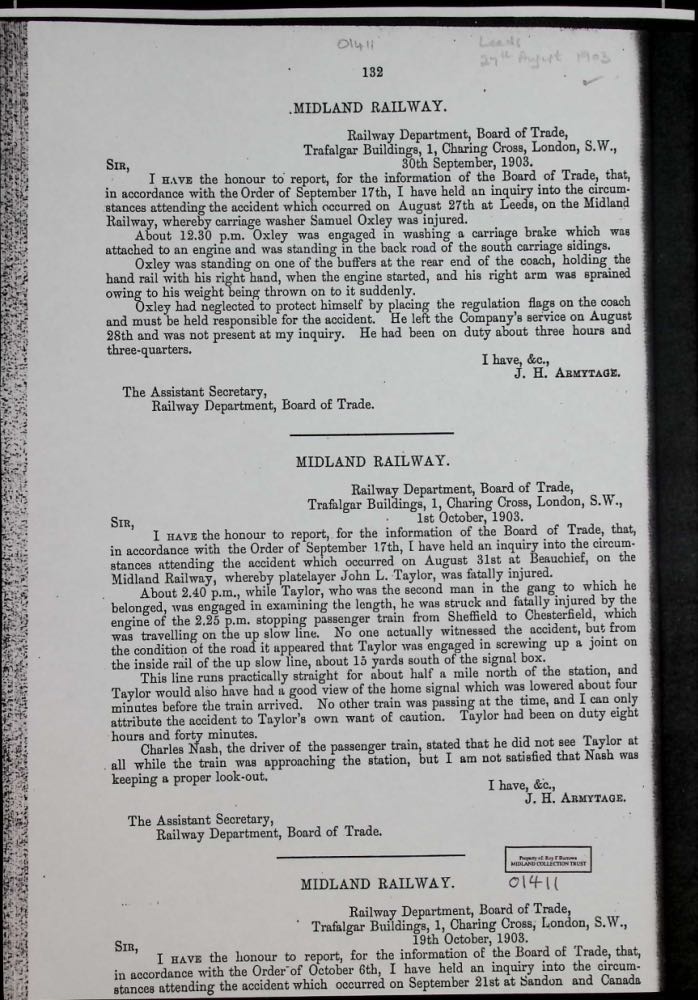 01411
Leeds
27th August 1903
132
MIDLAND RAILWAY.
Railway Department, Board of Trade,
Trafalgar Buildings, 1, Charing Cross, London, S.W.,
30th September, 1903.
SIR,
I HAVE the honour to report, for the information of the Board of Trade, that,
in accordance with the Order of September 17th, I have held an inquiry into the circum-
stances attending the accident which occurred on August 27th at Leeds, on the Midland
Railway, whereby carriage washer Samuel Oxley was injured.
About 12.30 p.m. Oxley was engaged in washing a carriage brake which was
attached to an engine and was standing in the back road of the south carriage sidings.
Oxley was standing on one of the buffers at the rear end of the coach, holding the
hand rail with his right hand, when the engine started, and his right arm was sprained
owing to his weight being thrown on to it suddenly.
Oxley had neglected to protect himself by placing the regulation flags on the coach
and must be held responsible for the accident. He left the Company's service on August
28th and was not present at my inquiry. He had been on duty about three hours and
three-quarters.
I have, &c.,
J. H. ARMYTAGE.
The Assistant Secretary,
Railway Department, Board of Trade.
MIDLAND RAILWAY.
Railway Department, Board of Trade,
Trafalgar Buildings, 1, Charing Cross, London, S.W.,
1st October, 1903.
SIR,
I HAVE the honour to report, for the information of the Board of Trade, that,
in accordance with the Order of September 17th, I have held an inquiry into the circum-
stances attending the accident which occurred on August 31st at Beauchief, on the
Midland Railway, whereby platelayer John L. Taylor, was fatally injured.
About 2.40 p.m., while Taylor, who was the second man in the gang to which he
belonged, was engaged in examining the length, he was struck and fatally injured by the
engine of the 2.25 p.m. stopping passenger train from Sheffield to Chesterfield, which
was travelling on the up slow line. No one actually witnessed the accident, but from
the condition of the road it appeared that Taylor was engaged in screwing up a joint on
the inside rail of the up slow line, about 15 yards south of the signal box.
This line runs practically straight for about half a mile north of the station, and
Taylor would also have had a good view of the home signal which was lowered about four
minutes before the train arrived. No other train was passing at the time, and I can only
attribute the accident to Taylor's own want of caution. Taylor had been on duty eight
hours and forty minutes.
Charles Nash, the driver of the passenger train, stated that he did not see Taylor at
all while the train was approaching the station, but I am not satisfied that Nash was
keeping a proper look-out.
I have, &c.,
J. H. ARMYTAGE.
The Assistant Secretary,
Railway Department, Board of Trade.
Property of Roy F Burrows
MIDLAND COLLECTION TRUST
01411
MIDLAND RAILWAY.
Railway Department, Board of Trade,
Trafalgar Buildings, 1, Charing Cross, London, S.W.,
19th October, 1903.
SIR,
I HAVE the honour to report, for the information of the Board of Trade, that,
in accordance with the Order of October 6th, I have held an inquiry into the circum-
stances attending the accident which occurred on September 21st at Sandon and Canada